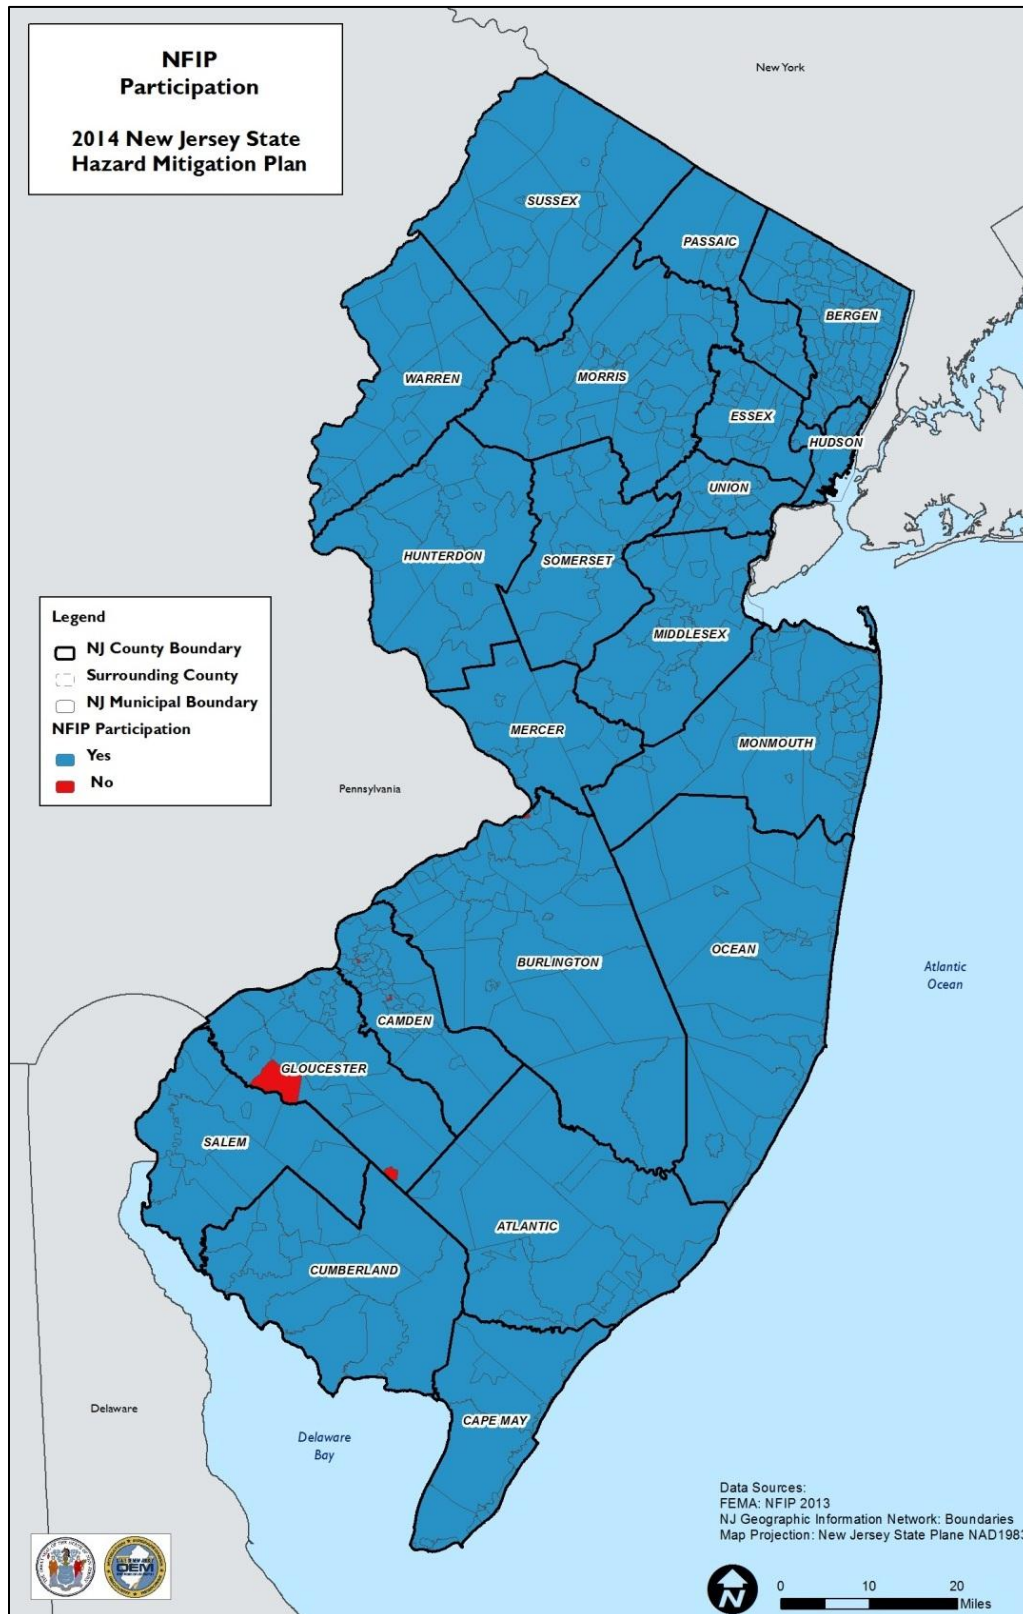 NFIP
Participation
2014 New Jersey State
Hazard Mitigation Plan
New York
SUSSEX
PASSAIC
BERGEN
WARREN
MORRIS
ESSEX
HUDSON
UNION
HUNTERDON
SOMERSET
MIDDLESEX
Legend
NJ County Boundary
Surrounding County
NJ Municipal Boundary
NFIP Participation
Yes
No
MERCER
MONMOUTH
Pennsylvania
OCEAN
BURLINGTON
Atlantic
Ocean
CAMDEN
GLOUCESTER
SALEM
ATLANTIC
CUMBERLAND
Delaware
CAPE MAY
Delaware
Bay
Data Sources:
FEMA: NFIP 2013
NJ Geographic Information Network: Boundaries
Map Projection: New Jersey State Plane NAD1983
OEM
N
0 10 20
Miles